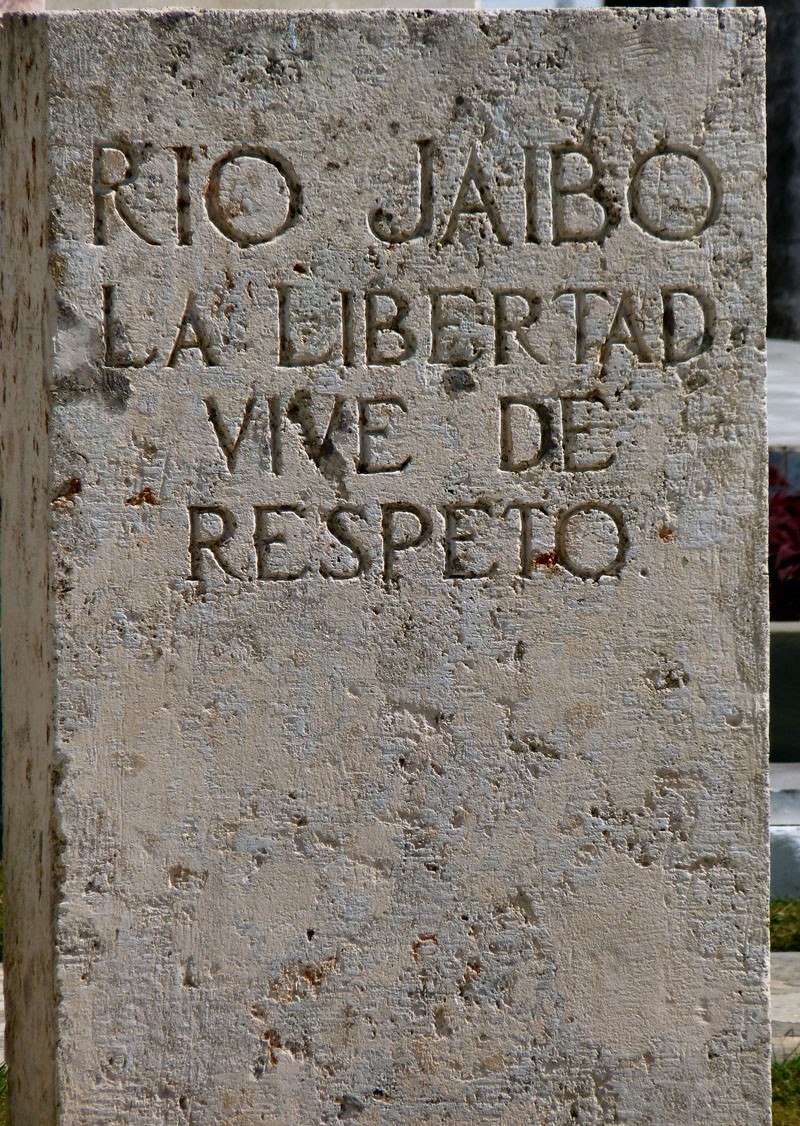 RIO JAIBO
LA LIBERTAD
VIVE DE
RESPETO